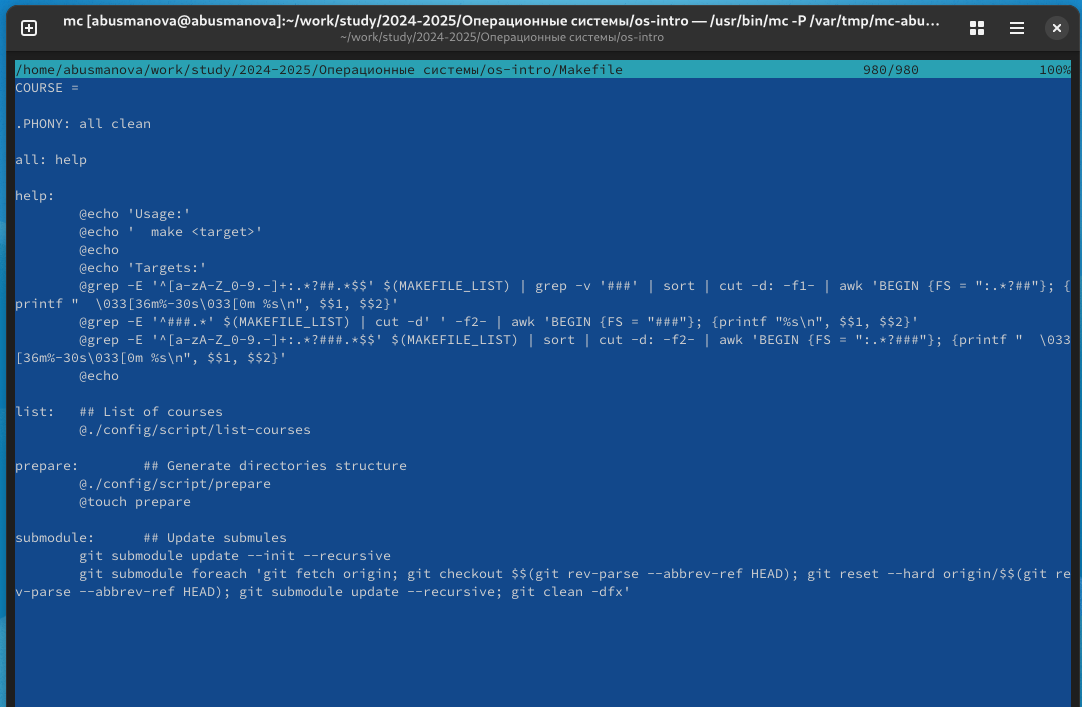 mc [abusmanova@abusmanova]:~/work/study/2024-2025/Операционные системы/os-intro — /usr/bin/mc -P /var/tmp/mc-abu…
~/work/study/2024-2025/Операционные системы/os-intro
/home/abusmanova/work/study/2024-2025/Операционные системы/os-intro/Makefile 980/980 100%
COURSE =
.PHONY: all clean
all: help
help:
        @echo 'Usage:'
        @echo '  make <target>'
        @echo
        @echo 'Targets:'
        @grep -E '^[a-zA-Z_0-9.-]+:.*?##.*$$' $(MAKEFILE_LIST) | grep -v '###' | sort | cut -d: -f1- | awk 'BEGIN {FS = ":.*?##"}; {
printf "  \033[36m%-30s\033[0m %s\n", $$1, $$2}'
        @grep -E '^###.*' $(MAKEFILE_LIST) | cut -d' ' -f2- | awk 'BEGIN {FS = "###"}; {printf "%s\n", $$1, $$2}'
        @grep -E '^[a-zA-Z_0-9.-]+:.*?###.*$$' $(MAKEFILE_LIST) | sort | cut -d: -f2- | awk 'BEGIN {FS = ":.*?###"}; {printf "  \033
[36m%-30s\033[0m %s\n", $$1, $$2}'
        @echo
list:   ## List of courses
        @./config/script/list-courses
prepare:        ## Generate directories structure
        @./config/script/prepare
        @touch prepare
submodule:      ## Update submules
        git submodule update --init --recursive
        git submodule foreach 'git fetch origin; git checkout $$(git rev-parse --abbrev-ref HEAD); git reset --hard origin/$$(git re
v-parse --abbrev-ref HEAD); git submodule update --recursive; git clean -dfx'